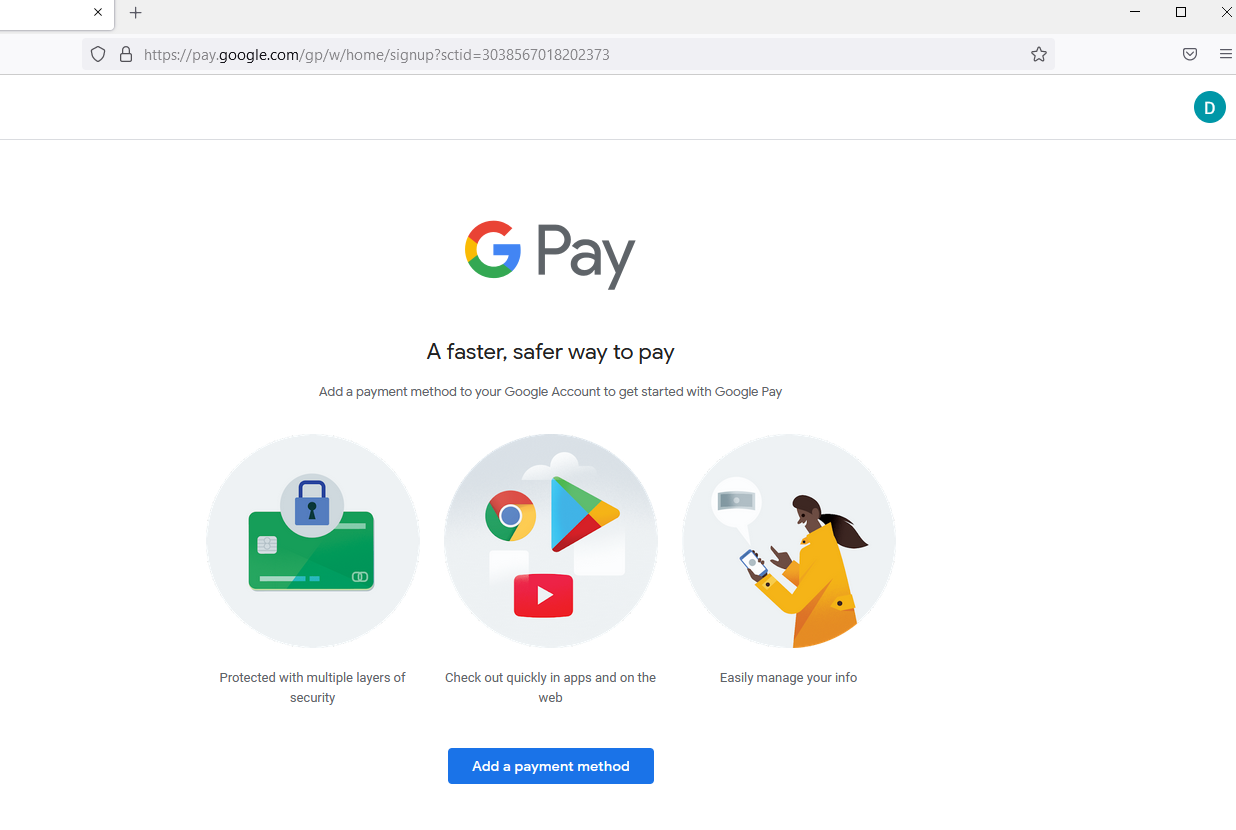 https://pay.google.com/gp/w/home/signup?sctid=3038567018202373
D
G Pay
A faster, safer way to pay
Add a payment method to your Google Account to get started with Google Pay
Protected with multiple layers of
security
Check out quickly in apps and on the
web
Easily manage your info
Add a payment method